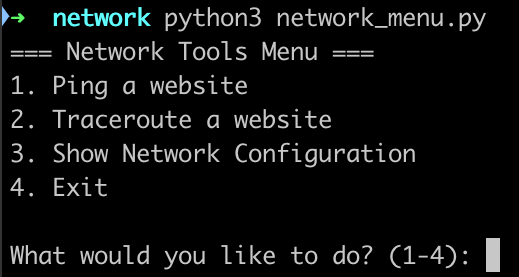 ➜ network python3 network_menu.py
=== Network Tools Menu ===
1. Ping a website
2. Traceroute a website
3. Show Network Configuration
4. Exit
What would you like to do? (1-4):